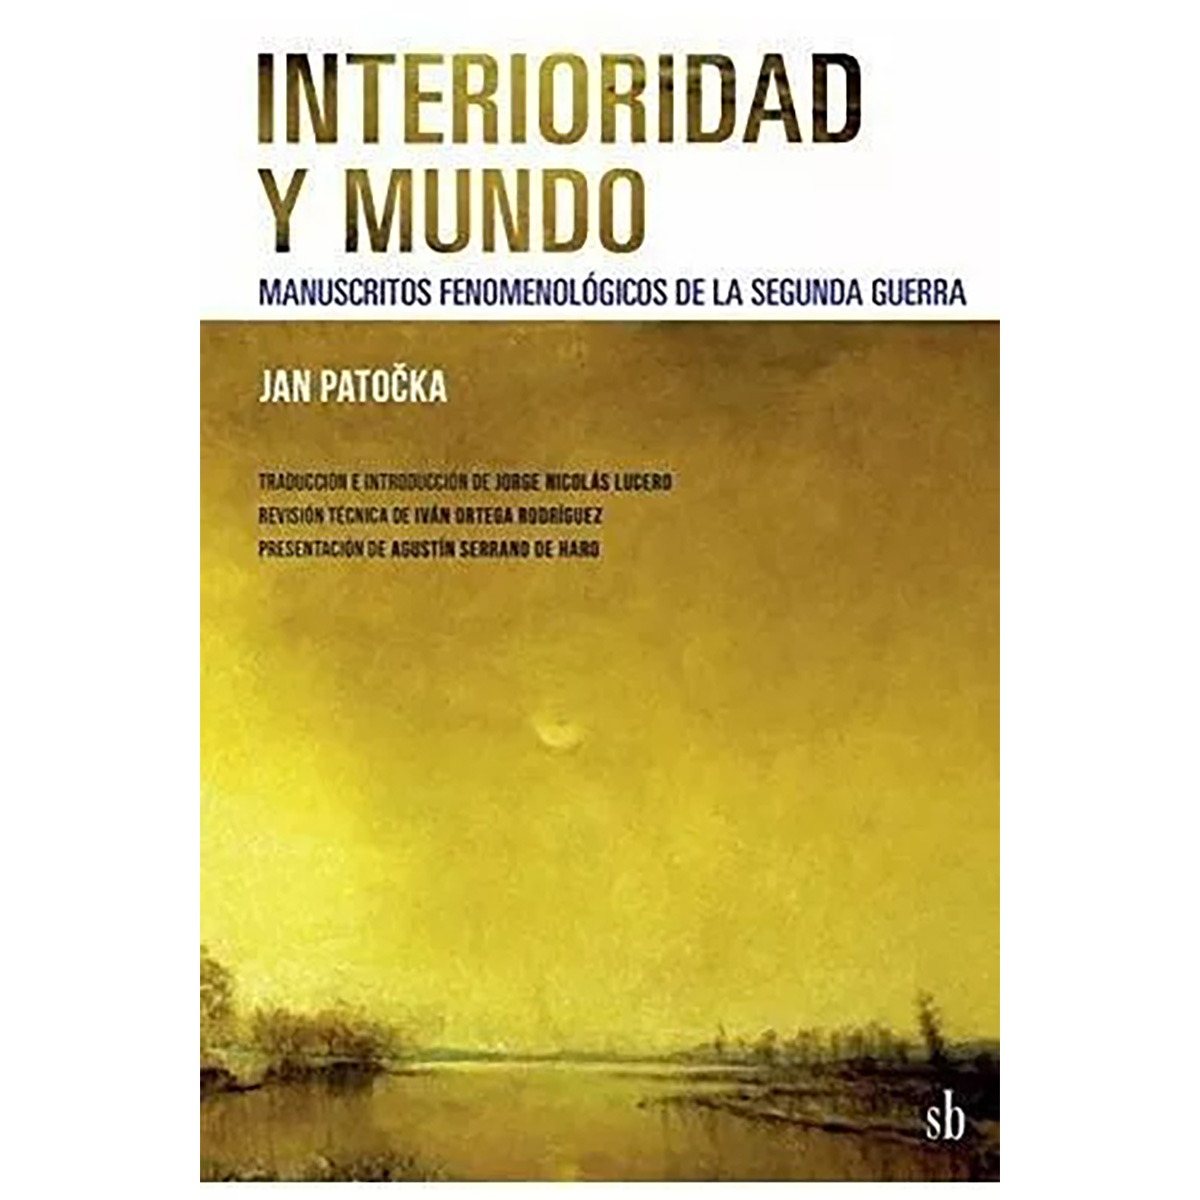 INTERIORIDAD
Y MUNDO
MANUSCRITOS FENOMENOLÓGICOS DE LA SEGUNDA GUERRA
JAN PATOČKA
TRADUCCIÓN E INTRODUCCIÓN DE JORGE NICOLÁS LUCERO
REVISIÓN TÉCNICA DE IVÁN ORTEGA RODRÍGUEZ
PRESENTACIÓN DE AGUSTÍN SERRANO DE HARO
sb